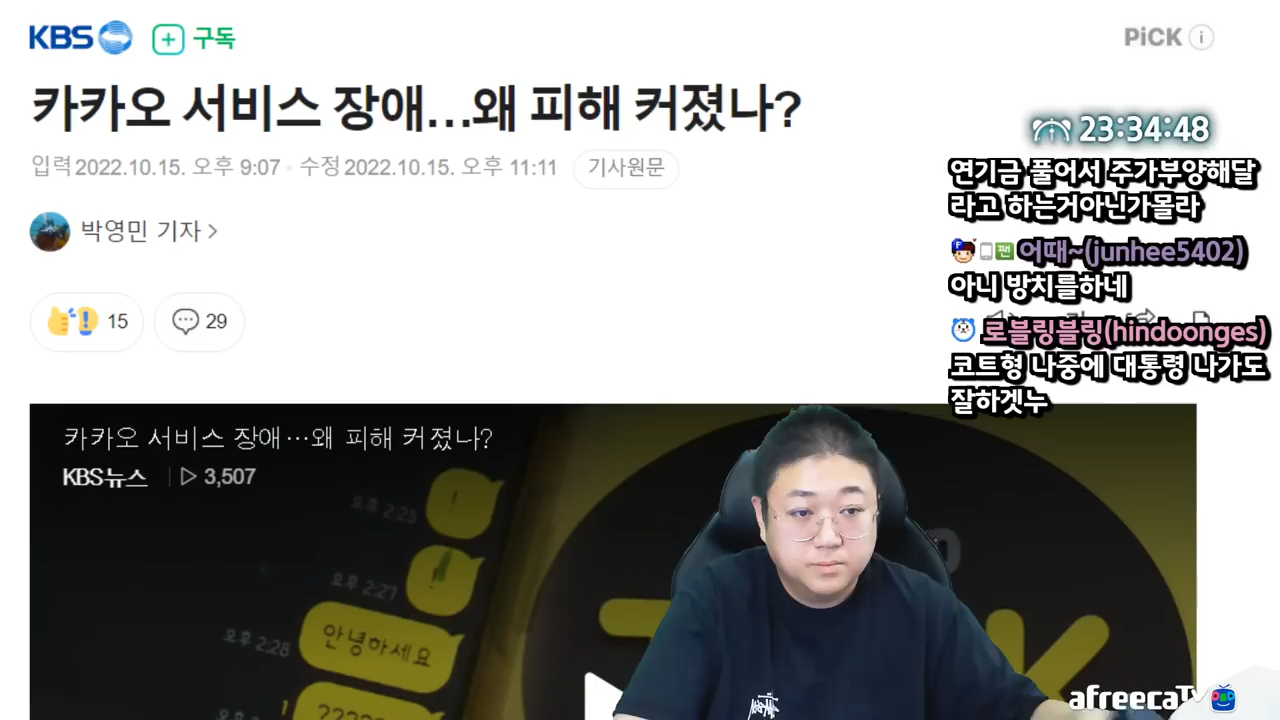 KBS 구독
PiCK
카카오 서비스 장애...왜 피해 커졌나?
입력 2022.10.15. 오후 9:07 · 수정 2022.10.15. 오후 11:11 기사원문
박영민 기자
15
29
23:34:48
연기금 풀어서 주가부양해달
라고 하는거아닌가몰라
팬 어때~(junhee5402)
아니 방치를하네
로블링블링(hindoonges)
코트형 나중에 대통령 나가도
잘하겟누
카카오 서비스 장애…왜 피해 커졌나?
KBS뉴스 3,507
오후 2:25 !
오후 2:27 !
오후 2:28 안녕하세요
afreecaTV